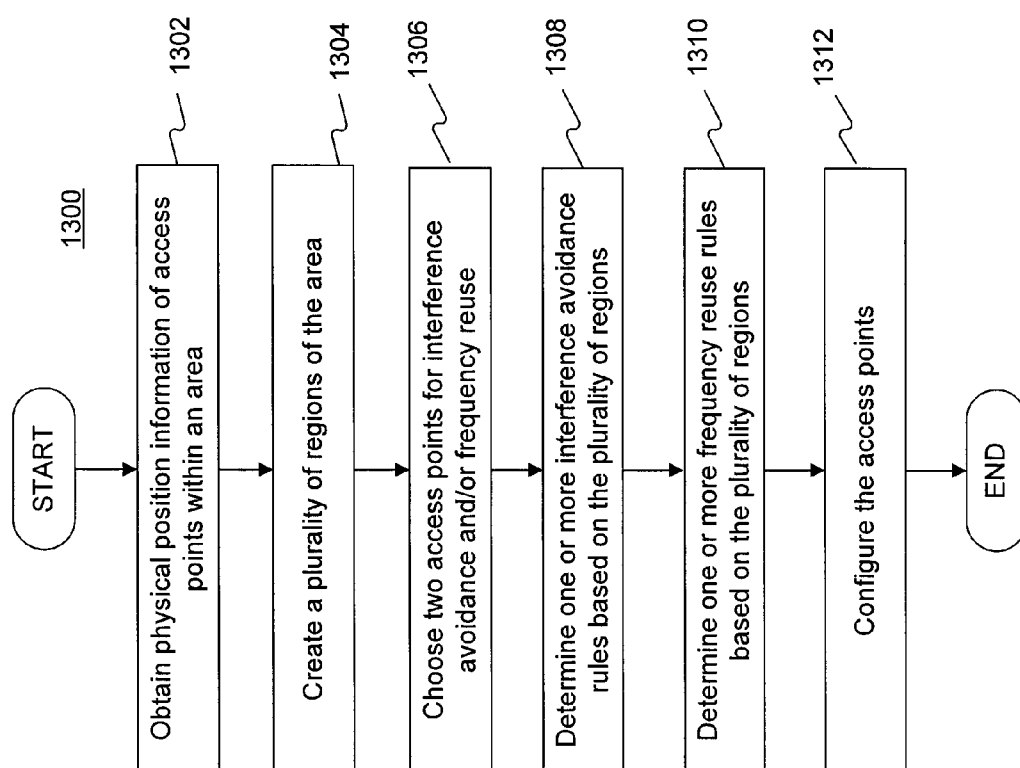 1300
START
Obtain physical position information of access
points within an area
1302
Create a plurality of regions of the area
1304
Choose two access points for interference
avoidance and/or frequency reuse
1306
Determine one or more interference avoidance
rules based on the plurality of regions
1308
Determine one or more frequency reuse rules
based on the plurality of regions
1310
Configure the access points
1312
END